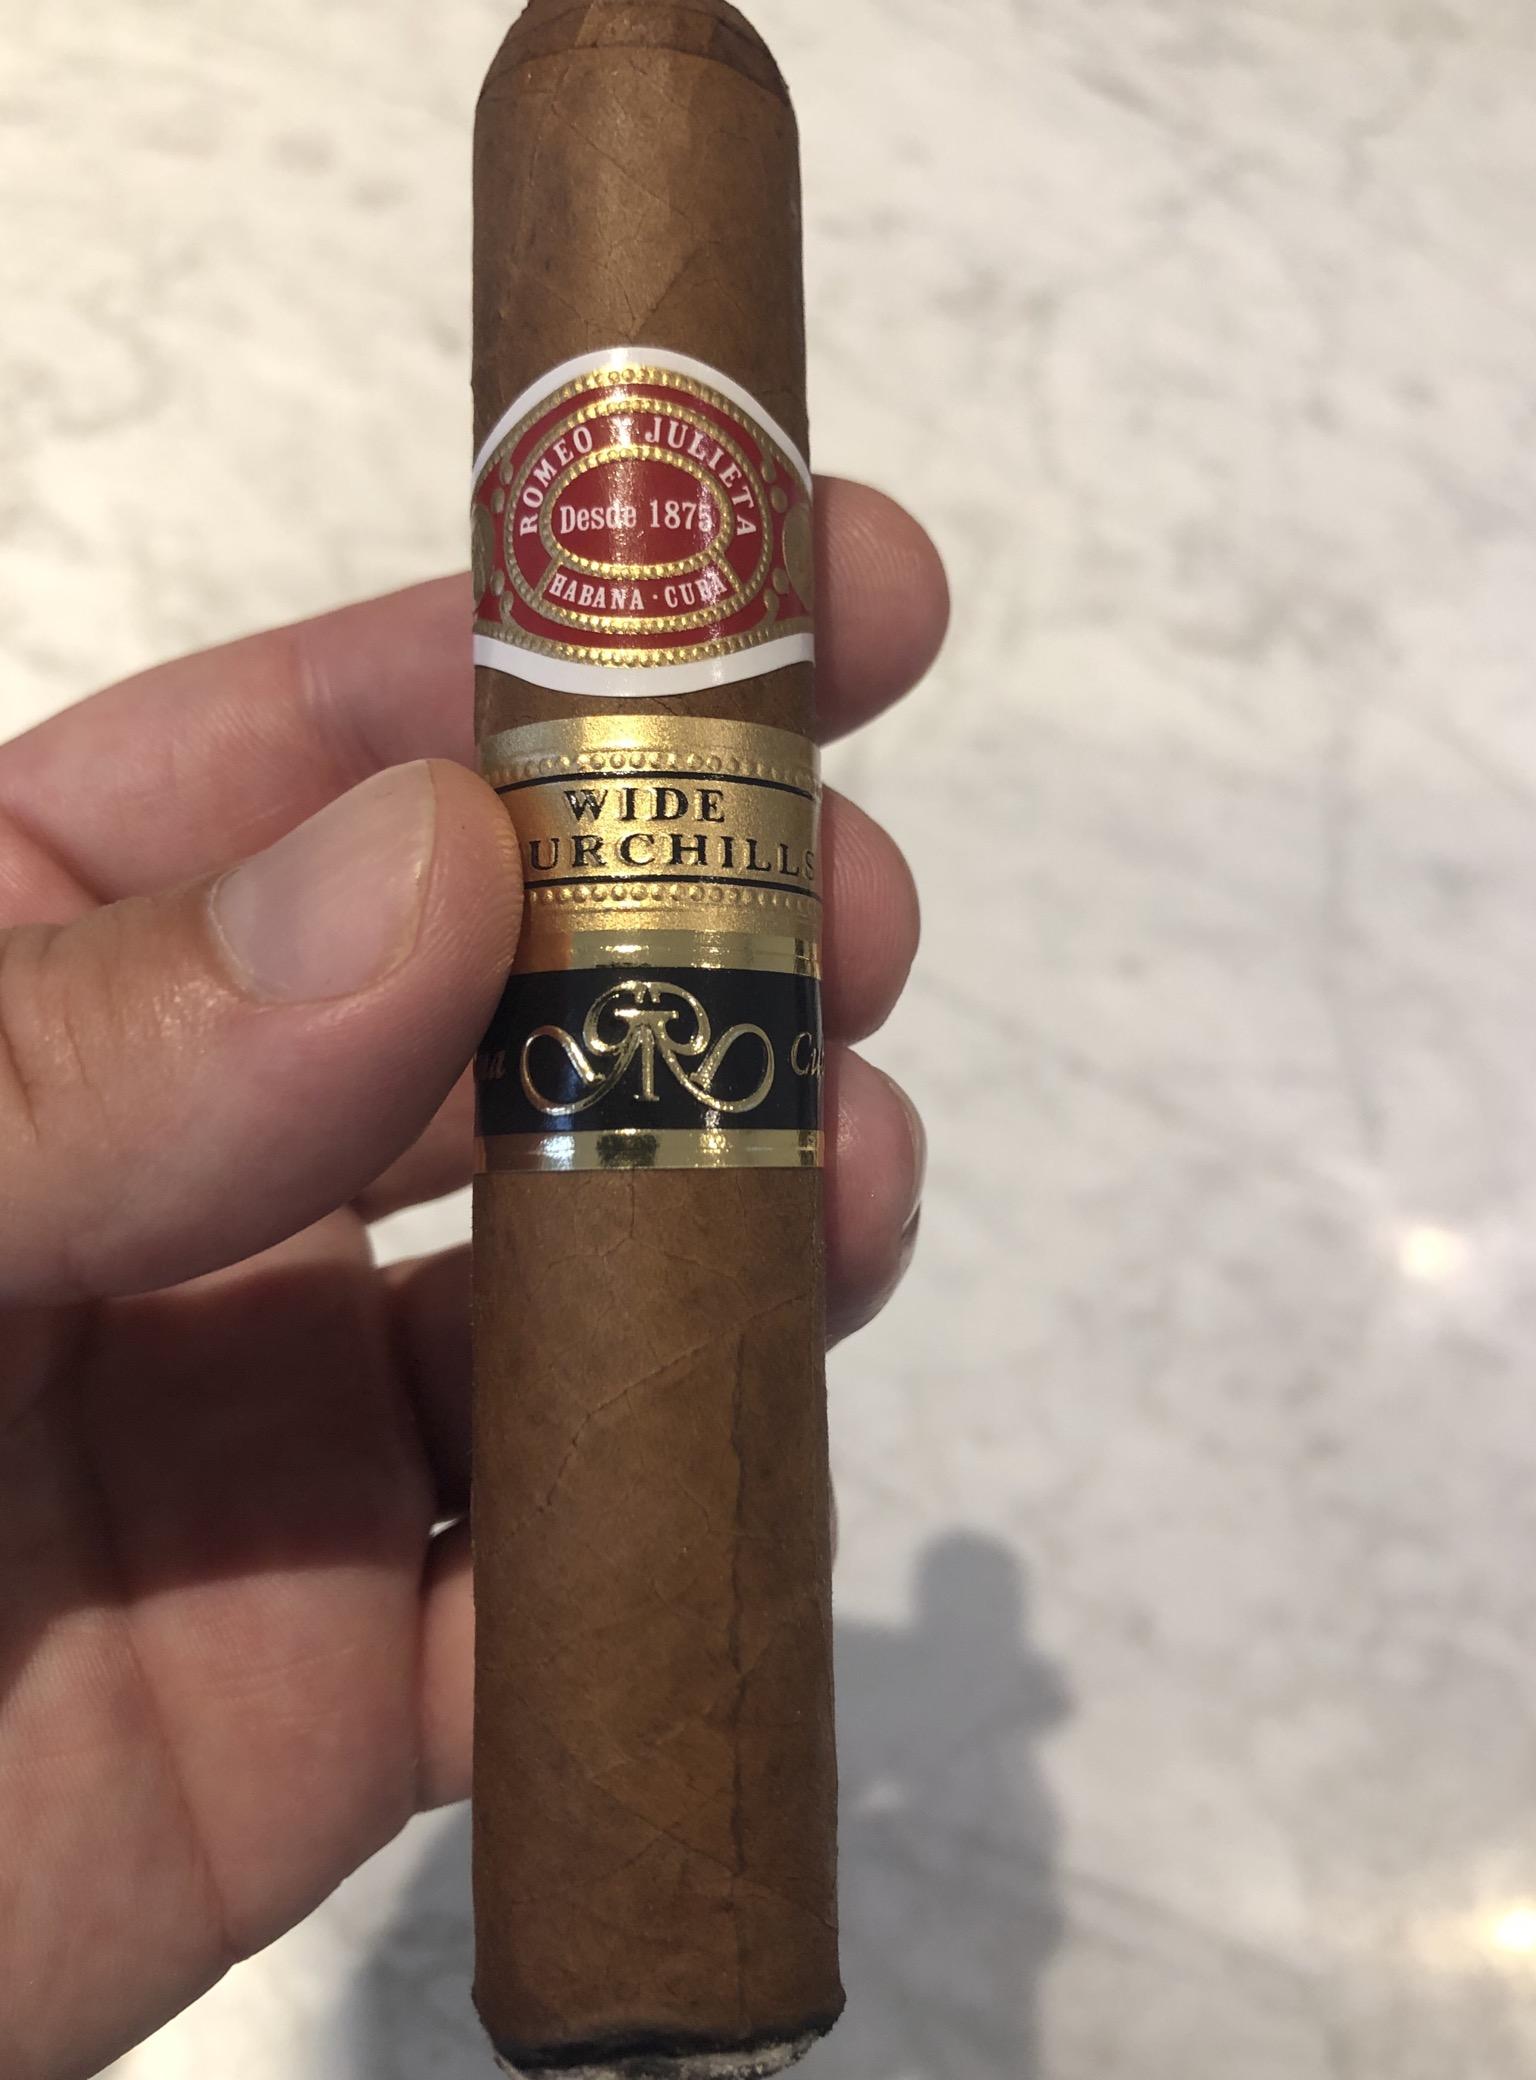 ROMEO Y JULIETA
Desde 1875
HABANA · CUBA
WIDE
URCHILLS